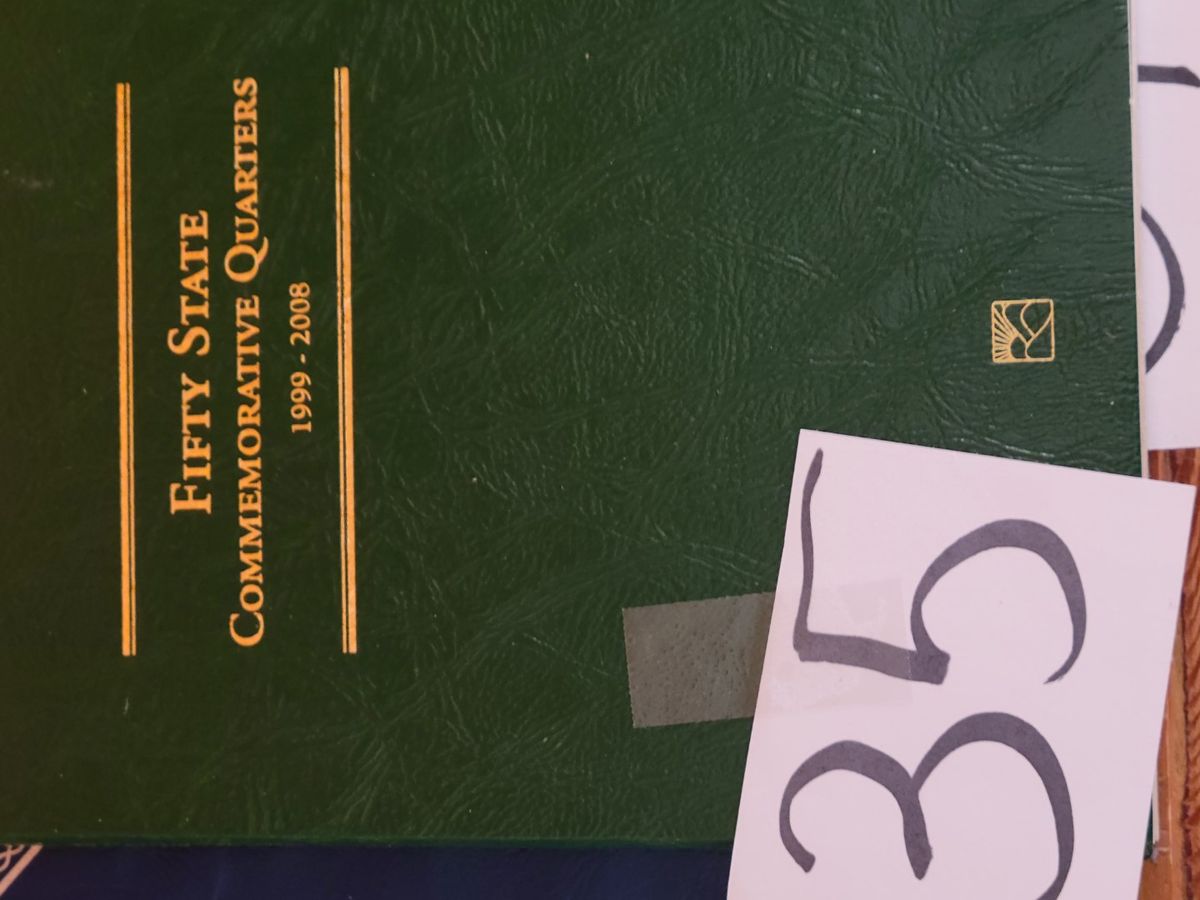 FIFTY STATE
COMMEMORATIVE QUARTERS
1999 - 2008
35